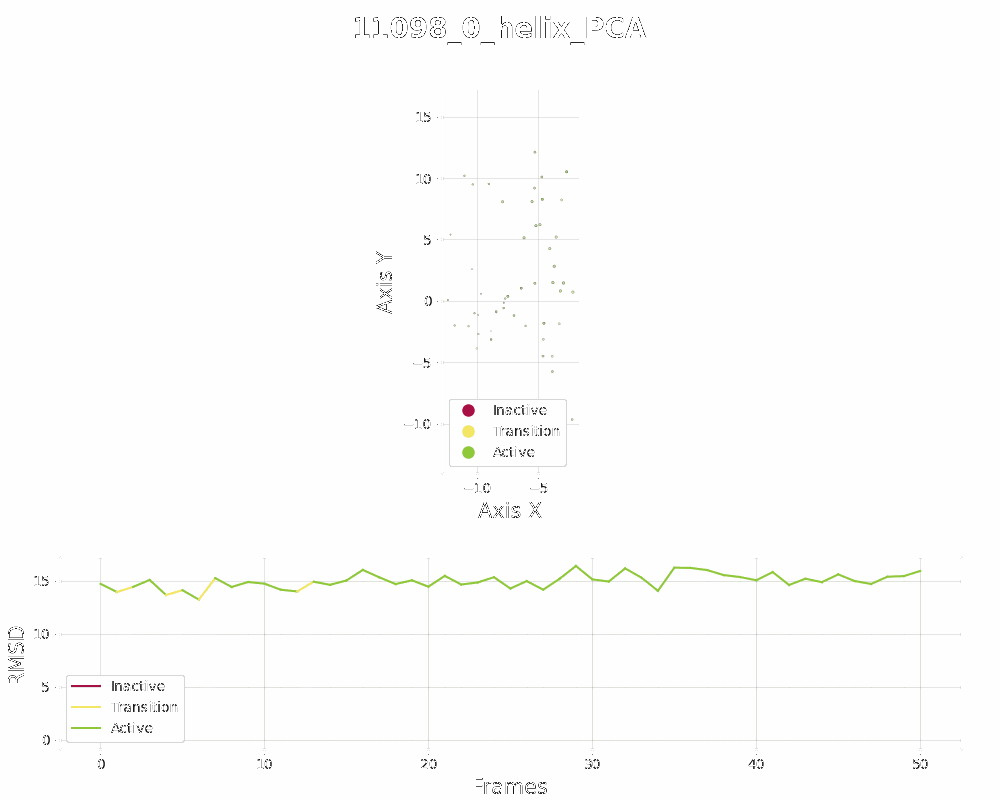 11098_0_helix_PCA
15
10
5
0
−5
−10
Axis Y
Inactive
Transition
Active
−10 −5
Axis X
15
10
5
0
RMSD
Inactive
Transition
Active
0 10 20 30 40 50
Frames